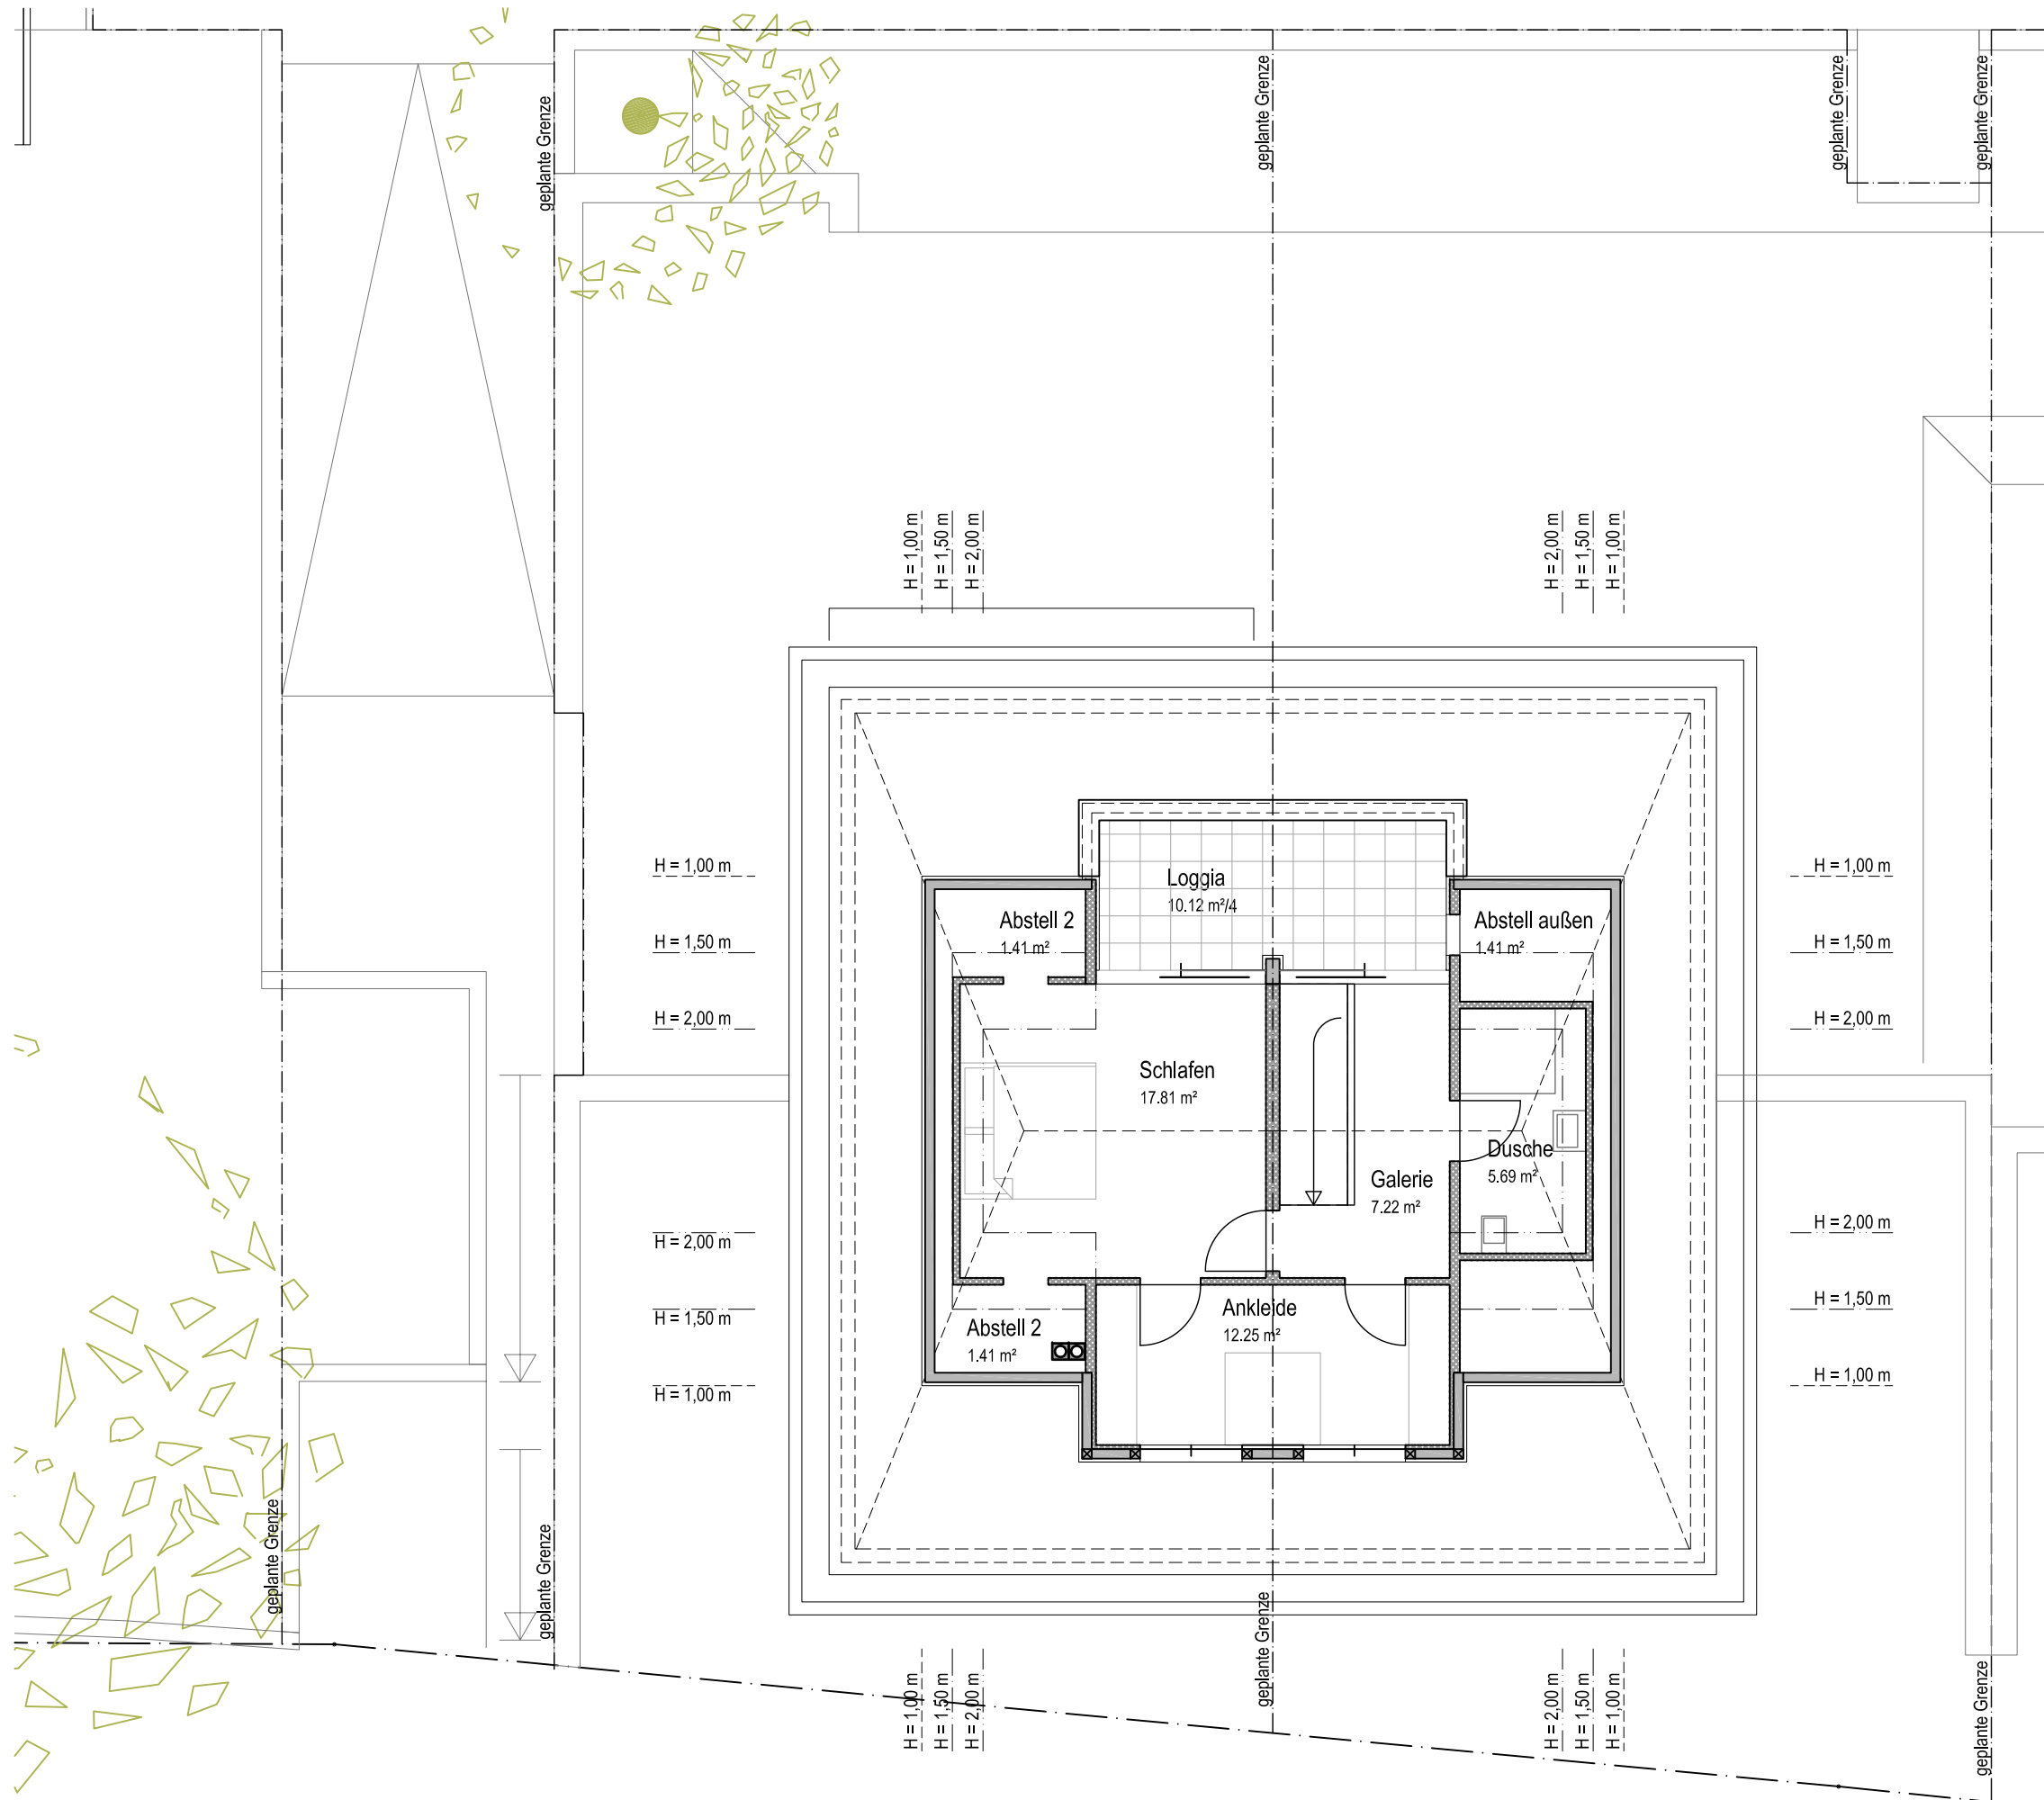 geplante Grenze
geplante Grenze
geplante Grenze
geplante Grenze
H = 1,00 m
H = 1,50 m
H = 2,00 m
H = 2,00 m
H = 1,50 m
H = 1,00 m
H = 1,00 m
H = 1,50 m
H = 2,00 m
H = 2,00 m
H = 1,50 m
H = 1,00 m
Loggia
10.12 m²/4
Abstell 2
1.41 m²
Abstell außen
1.41 m²
Schlafen
17.81 m²
Galerie
7.22 m²
Dusche
5.69 m²
Ankleide
12.25 m²
Abstell 2
1.41 m²
H = 1,00 m
H = 1,50 m
H = 2,00 m
H = 2,00 m
H = 1,50 m
H = 1,00 m
geplante Grenze
geplante Grenze
geplante Grenze
geplante Grenze
H = 1,00 m
H = 1,50 m
H = 2,00 m
H = 2,00 m
H = 1,50 m
H = 1,00 m